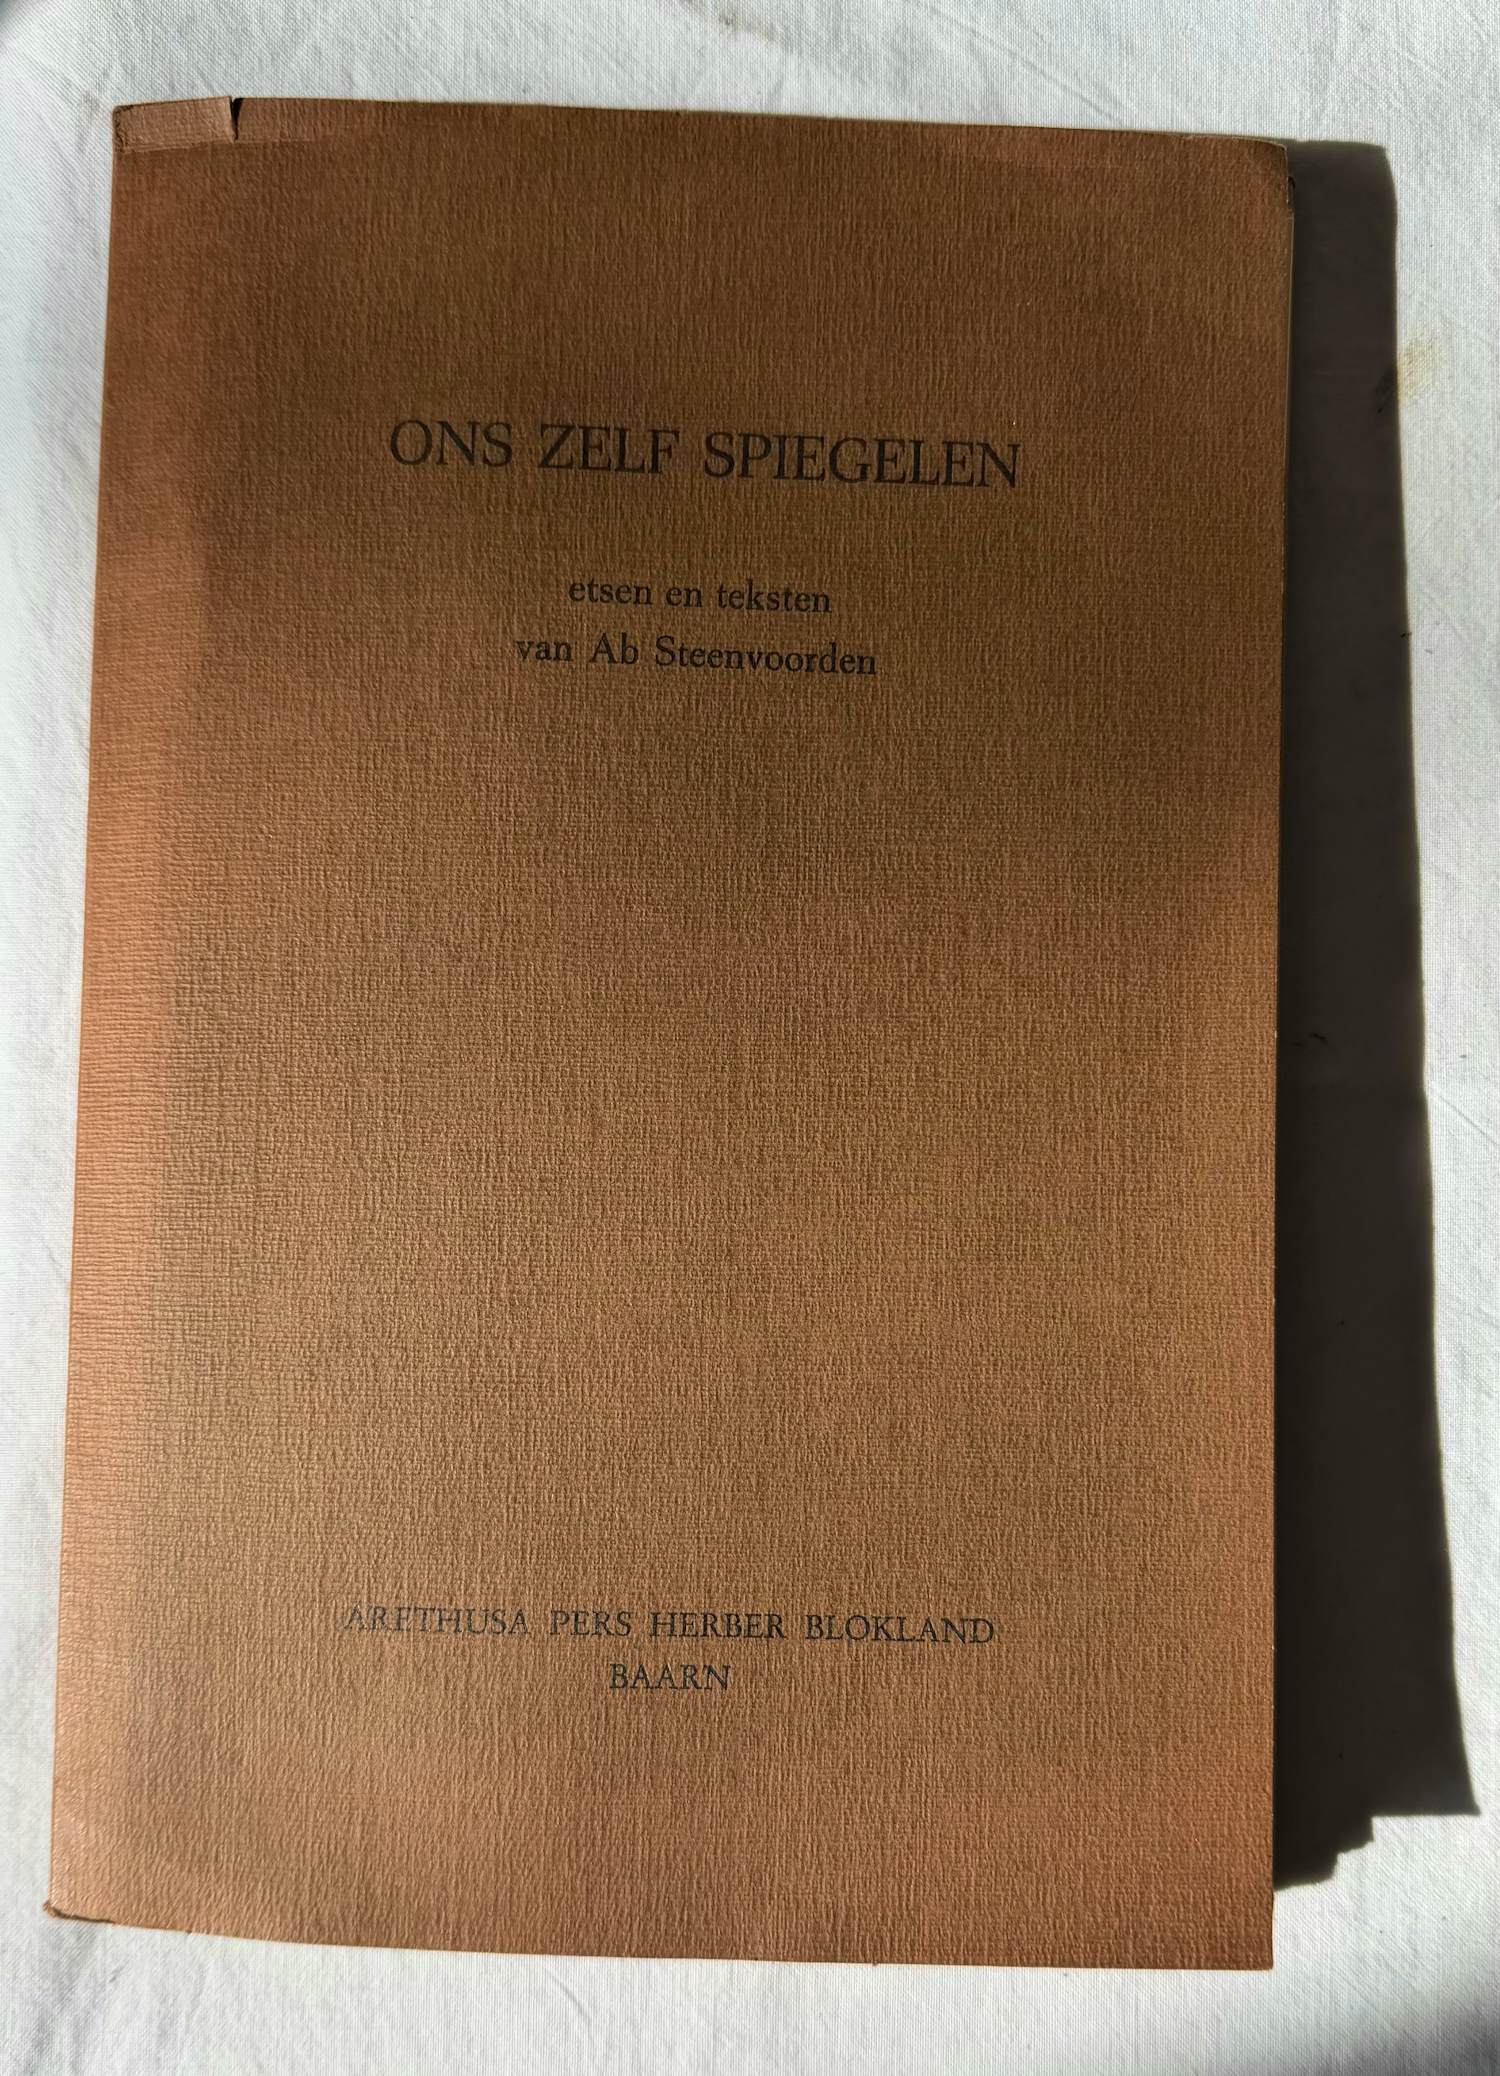 ONS ZELF SPIEGELEN
etsen en teksten
van Ab Steenvoorden
ARETHUSA PERS HERBER BLOKLAND
BAARN